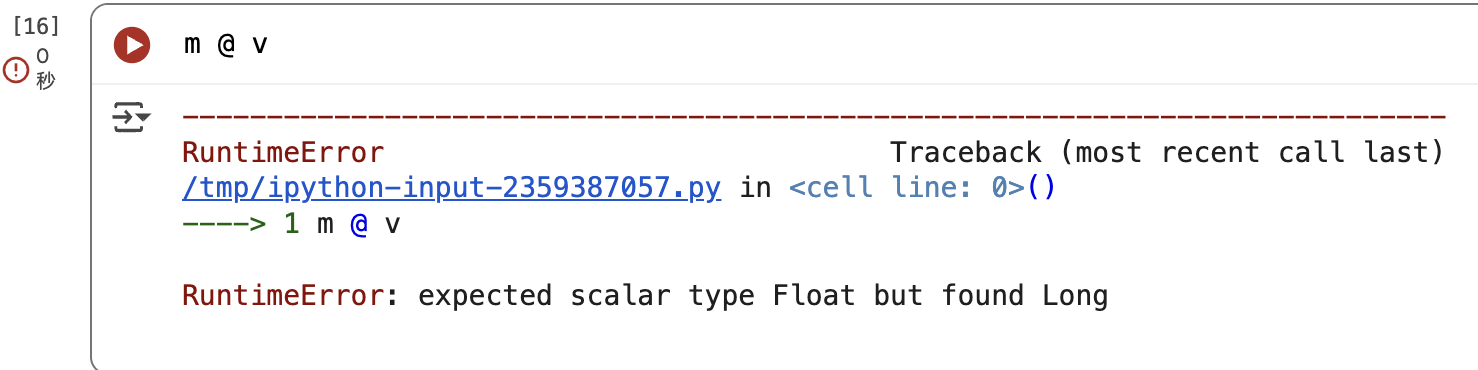 [16]
0
秒
m @ v
---------------------------------------------------------------------------
RuntimeError                              Traceback (most recent call last)
/tmp/ipython-input-2359387057.py in <cell line: 0>()
----> 1 m @ v
RuntimeError: expected scalar type Float but found Long